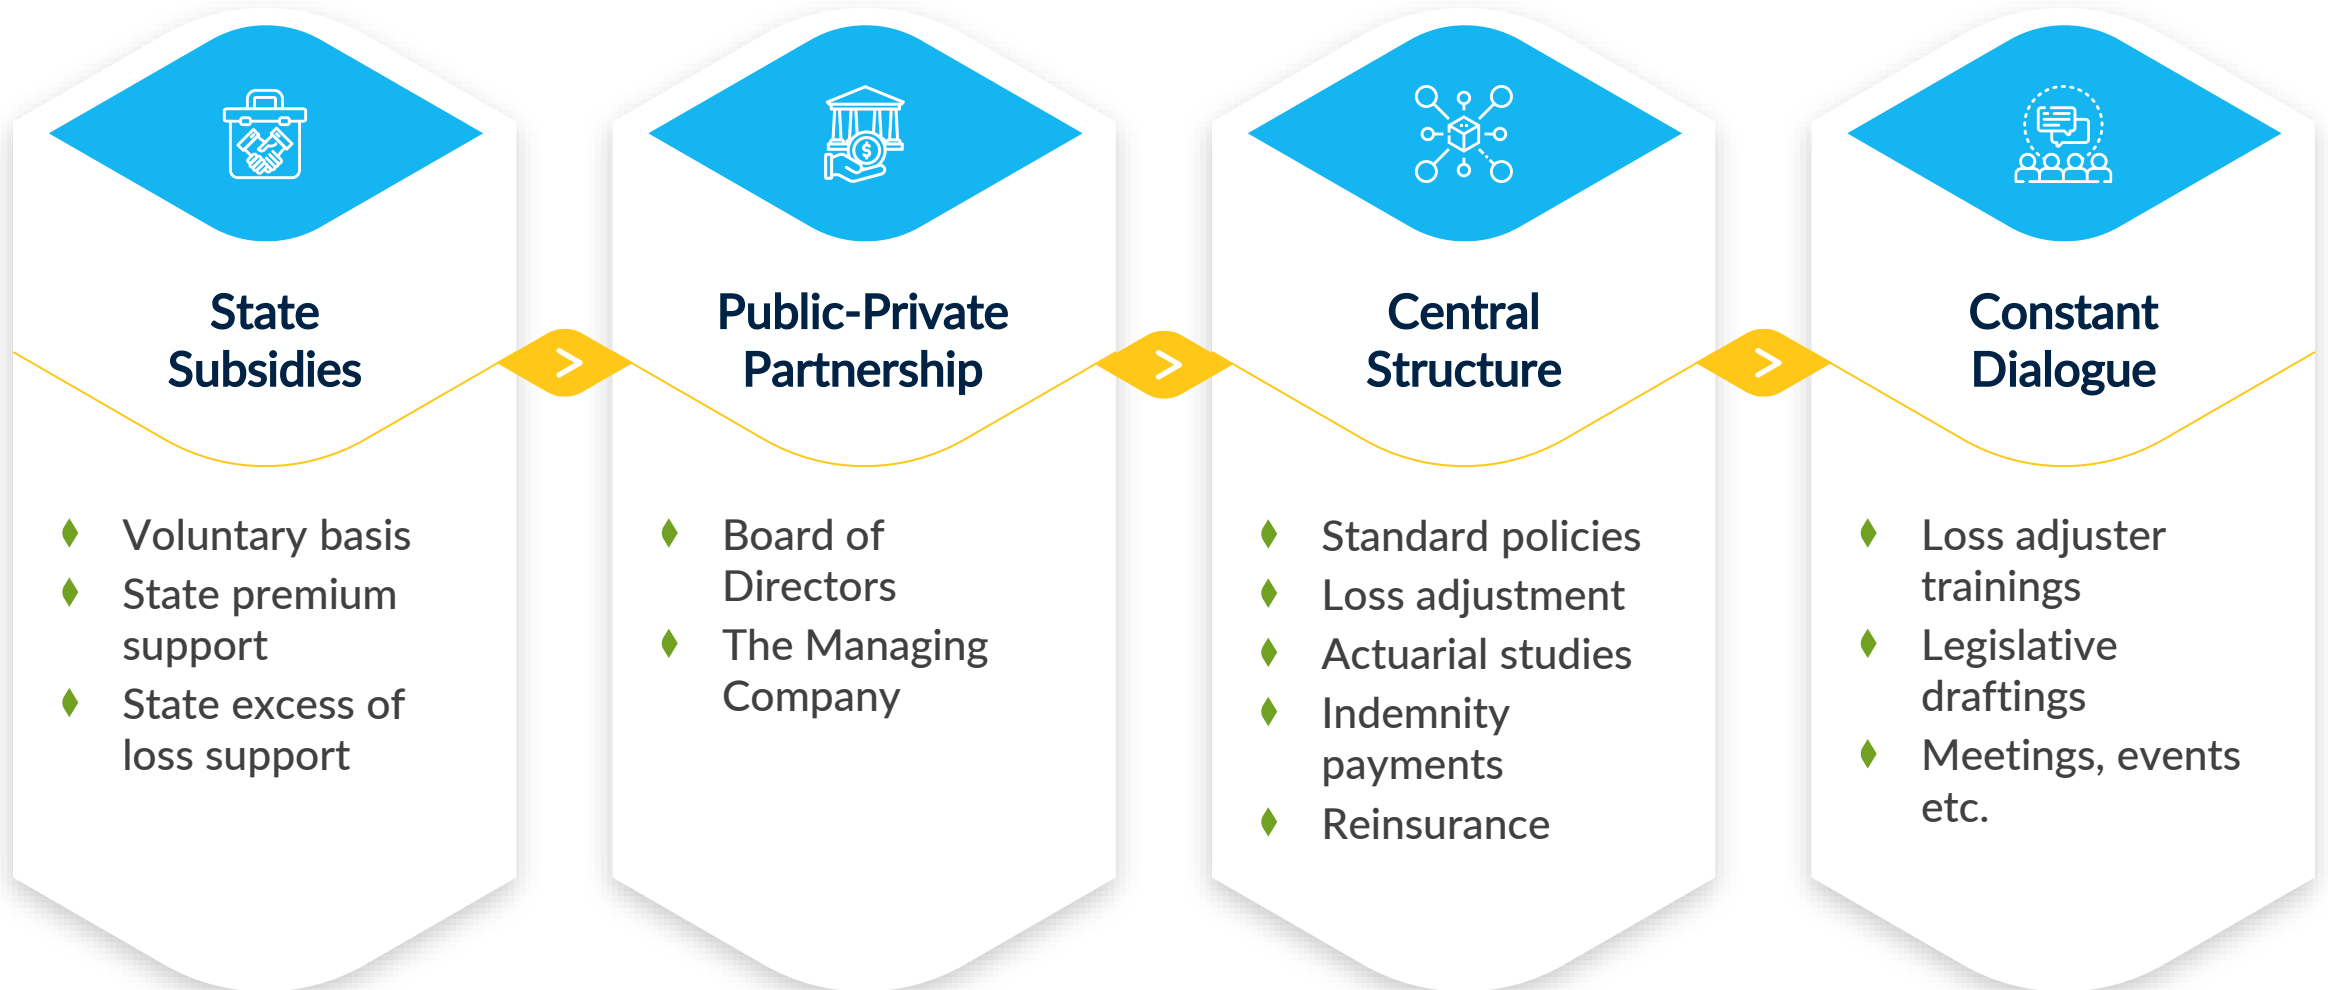 State
Subsidies
Voluntary basis
State premium
support
State excess of
loss support
Public-Private
Partnership
Board of
Directors
The Managing
Company
Central
Structure
Standard policies
Loss adjustment
Actuarial studies
Indemnity
payments
Reinsurance
Constant
Dialogue
Loss adjuster
trainings
Legislative
draftings
Meetings, events
etc.